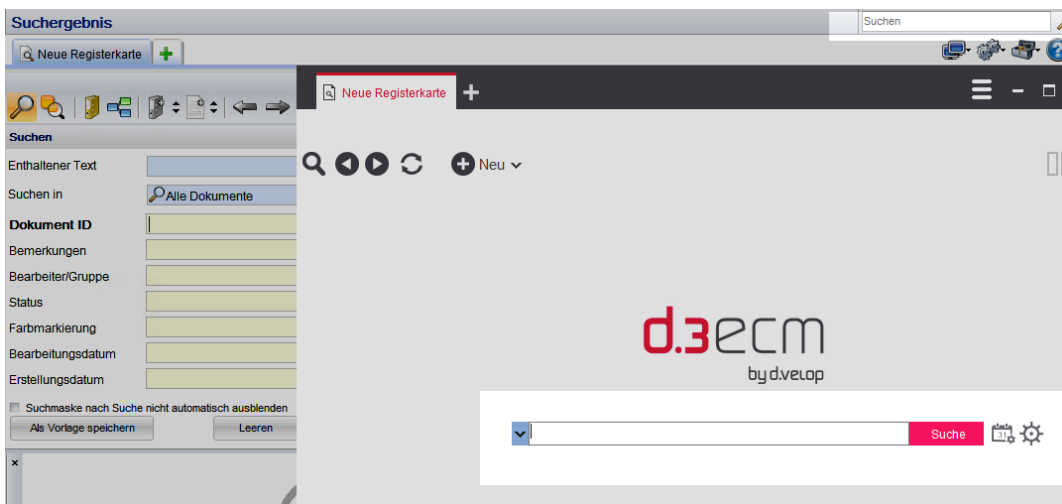 Suchergebnis
Suchen
Neue Registerkarte
Neue Registerkarte
Suchen
Enthaltener Text
Suchen in
Alle Dokumente
Neu
Dokument ID
Bemerkungen
Bearbeiter/Gruppe
Status
Farbmarkierung
Bearbeitungsdatum
Erstellungsdatum
Suchmaske nach Suche nicht automatisch ausblenden
Als Vorlage speichern
Leeren
d.3ecm
by d.velop
Suche
31